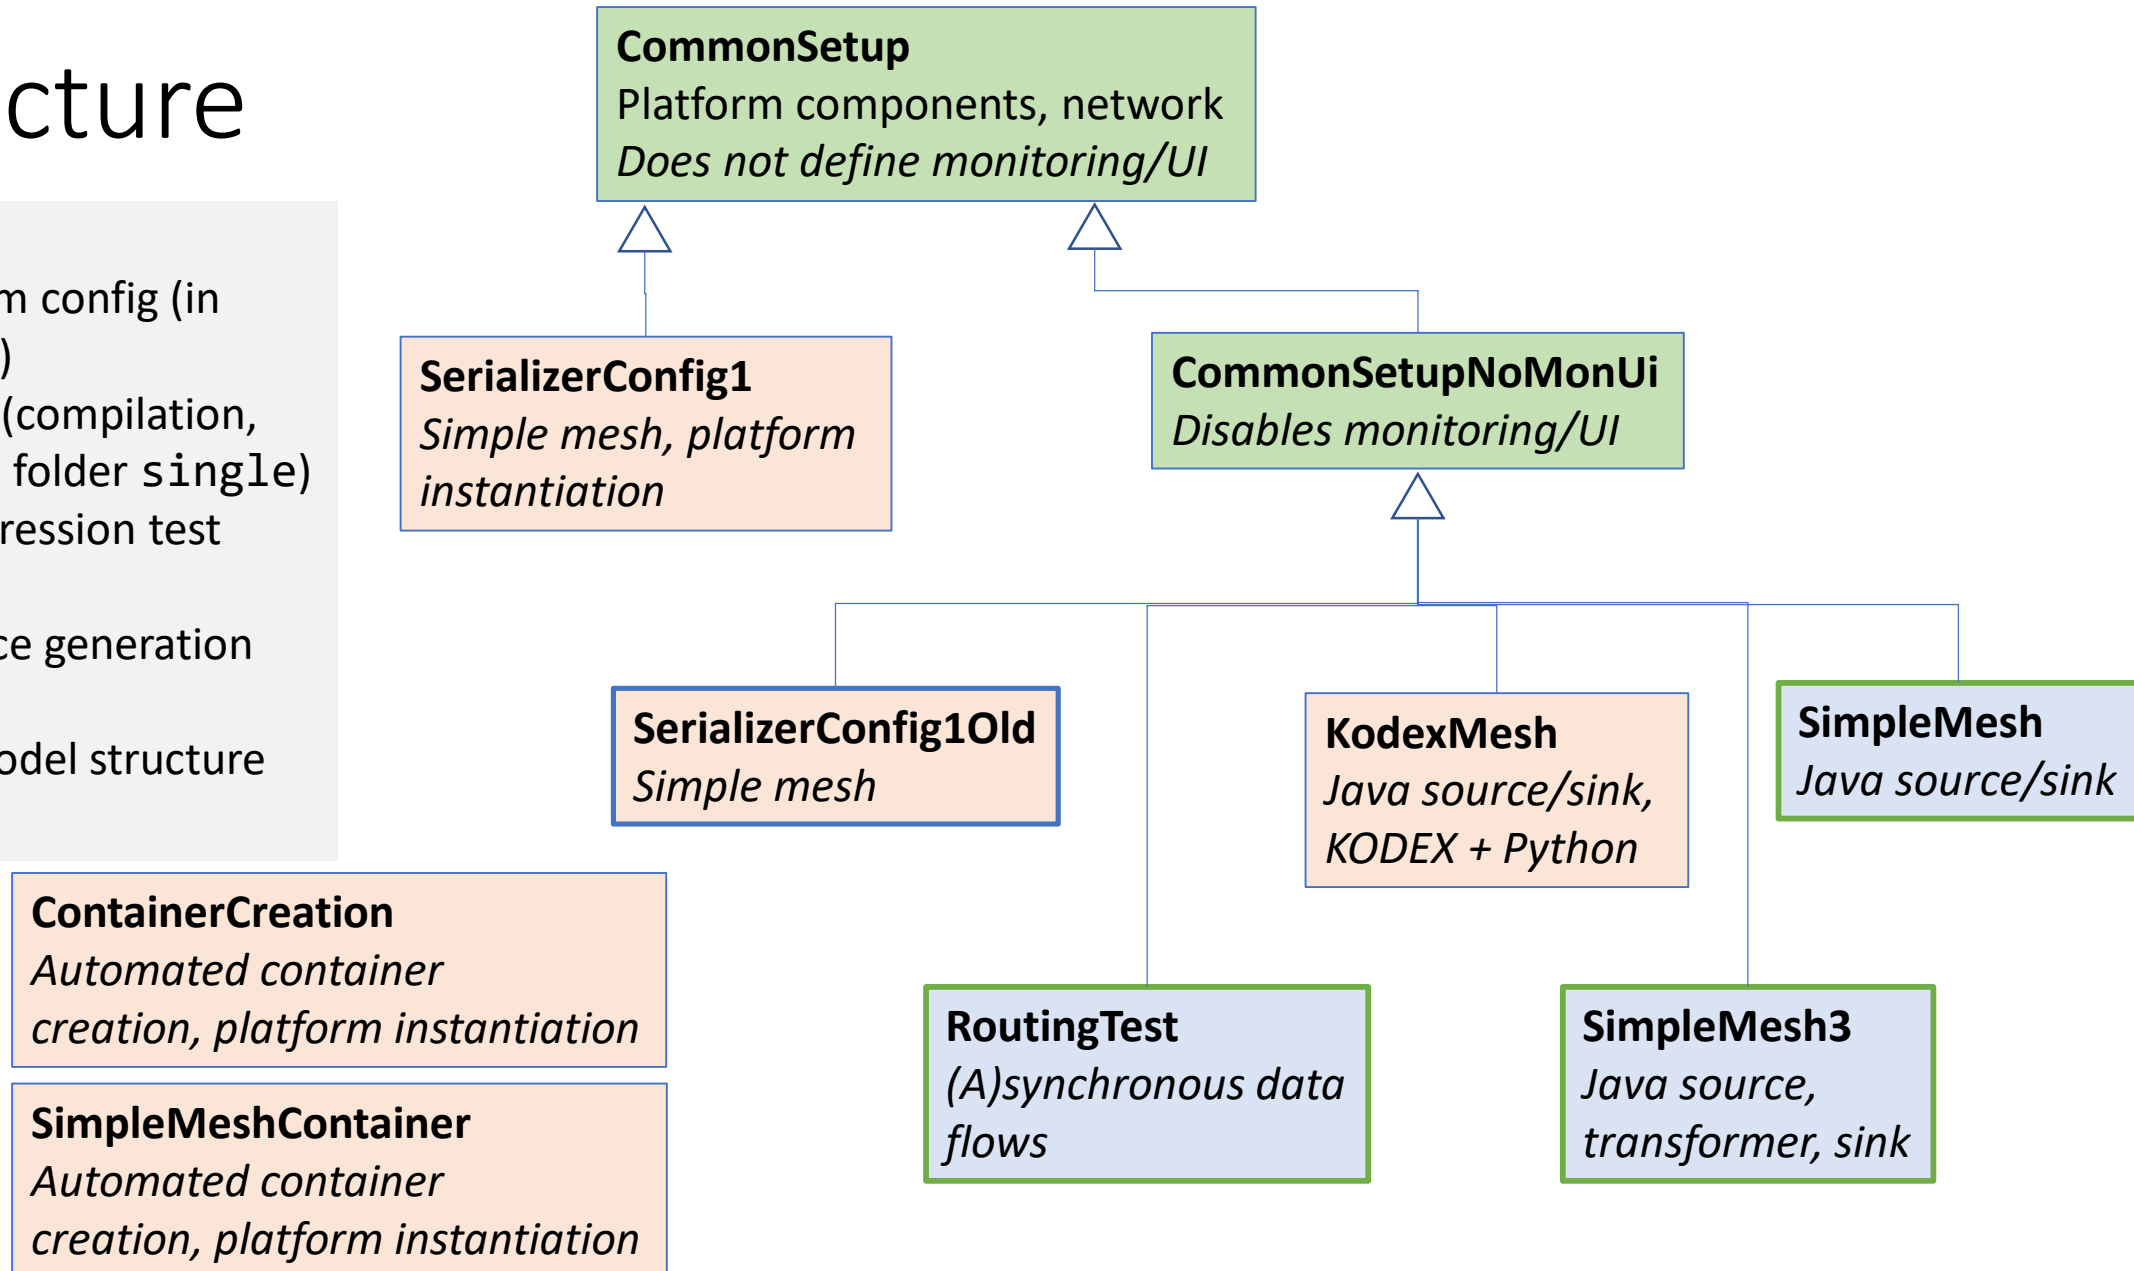 cture
m config (in
)
(compilation,
folder single)
ression test
ce generation
odel structure
CommonSetup
Platform components, network
Does not define monitoring/UI
SerializerConfig1
Simple mesh, platform
instantiation
CommonSetupNoMonUi
Disables monitoring/UI
SerializerConfig1Old
Simple mesh
KodexMesh
Java source/sink,
KODEX + Python
SimpleMesh
Java source/sink
ContainerCreation
Automated container
creation, platform instantiation
SimpleMeshContainer
Automated container
creation, platform instantiation
RoutingTest
(A)synchronous data
flows
SimpleMesh3
Java source,
transformer, sink